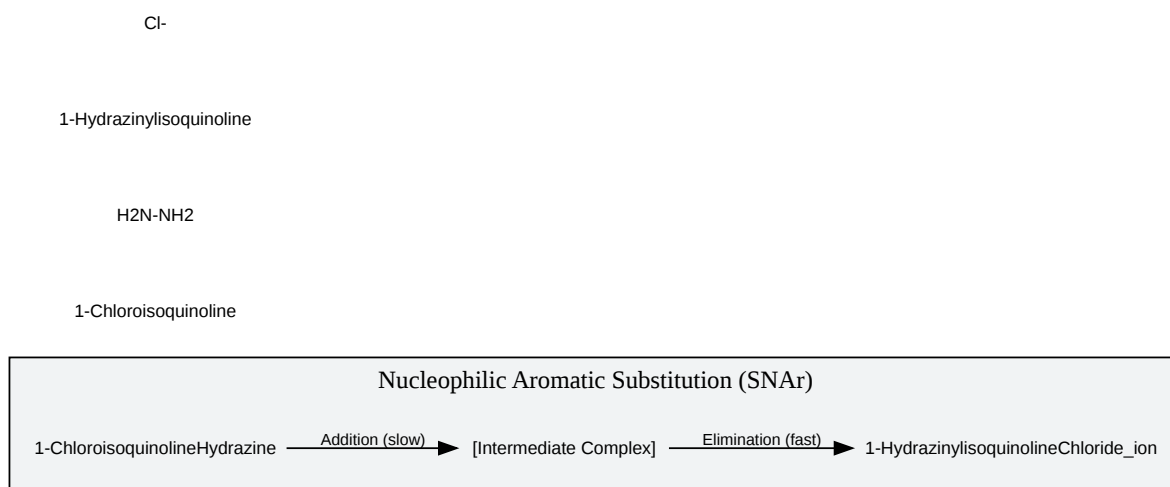 Cl-
1-Hydrazinylisoquinoline
H2N-NH2
1-Chloroisoquinoline
Nucleophilic Aromatic Substitution (SNAr)
1-ChloroisoquinolineHydrazine Addition (slow) [Intermediate Complex] Elimination (fast) 1-HydrazinylisoquinolineChloride_ion